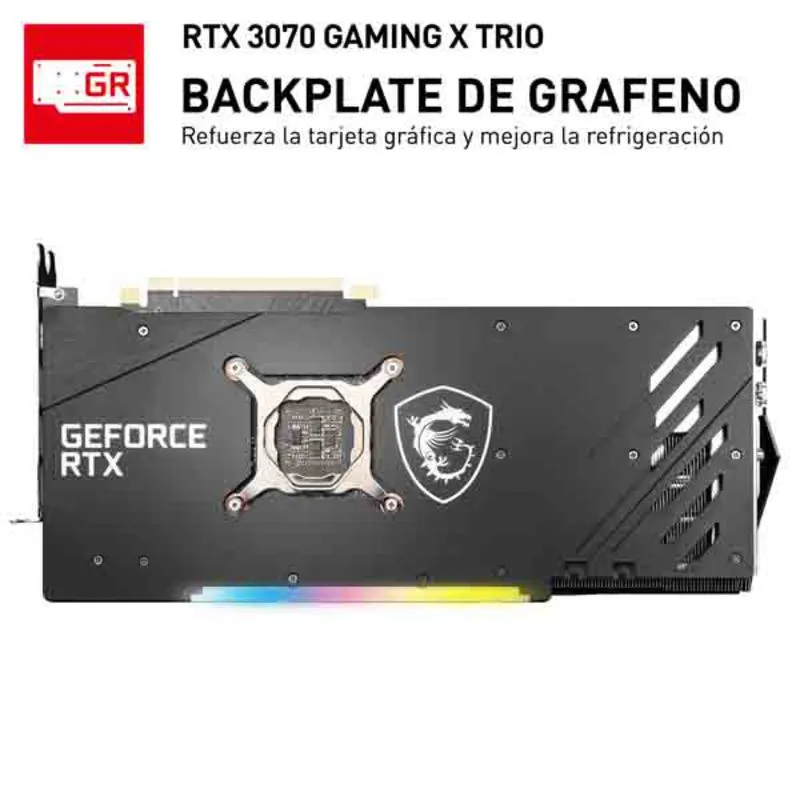 GR
RTX 3070 GAMING X TRIO
BACKPLATE DE GRAFENO
Refuerza la tarjeta gráfica y mejora la refrigeración
GEFORCE
RTX